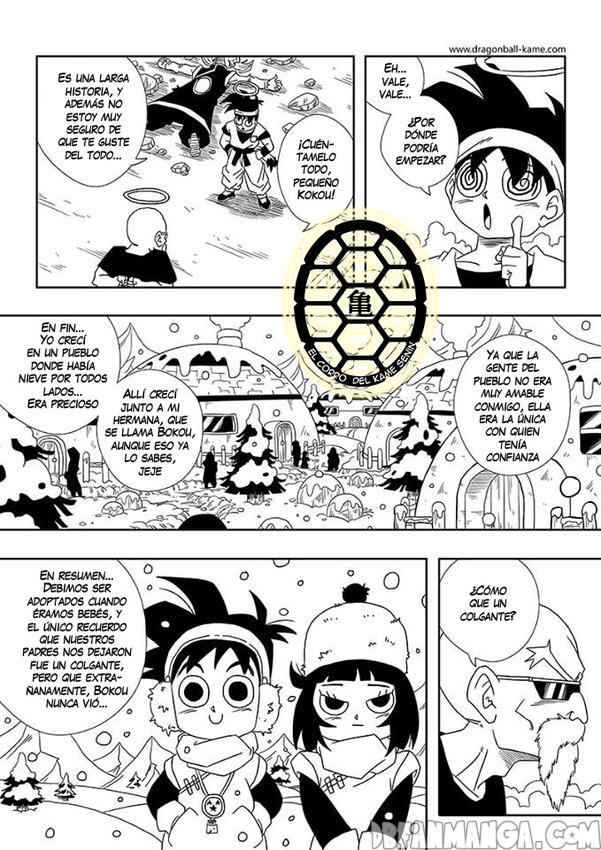 www.dragonball-kame.com
ES UNA LARGA
HISTORIA, Y
ADEMÁS NO
ESTOY MUY
SEGURO DE
QUE TE GUSTE
DEL TODO...
¡CUÉN-
TAMELO
TODO,
PEQUEÑO
KOKOU!
EH...
VALE,
VALE...
¿POR
DÓNDE
PODRÍA
EMPEZAR?
亀
EL CORRO DEL KAME SENIN
EN FIN...
YO CRECÍ
EN UN PUEBLO
DONDE HABÍA
NIEVE POR TODOS
LADOS...
ERA PRECIOSO
ALLÍ CRECÍ
JUNTO A MI
HERMANA, QUE
SE LLAMA BOKOU,
AUNQUE ESO YA
LO SABES,
JEJE
YA QUE LA
GENTE DEL
PUEBLO NO ERA
MUY AMABLE
CONMIGO, ELLA
ERA LA ÚNICA
CON QUIEN
TENÍA
CONFIANZA
EN RESUMEN...
DEBIMOS SER
ADOPTADOS CUANDO
ÉRAMOS BEBÉS, Y
EL ÚNICO RECUERDO
QUE NUESTROS
PADRES NOS DEJARON
FUE UN COLGANTE,
PERO QUE EXTRA-
ÑANAMENTE, BOKOU
NUNCA VIÓ...
¿CÓMO
QUE UN
COLGANTE?
DBFANMANGA.COM